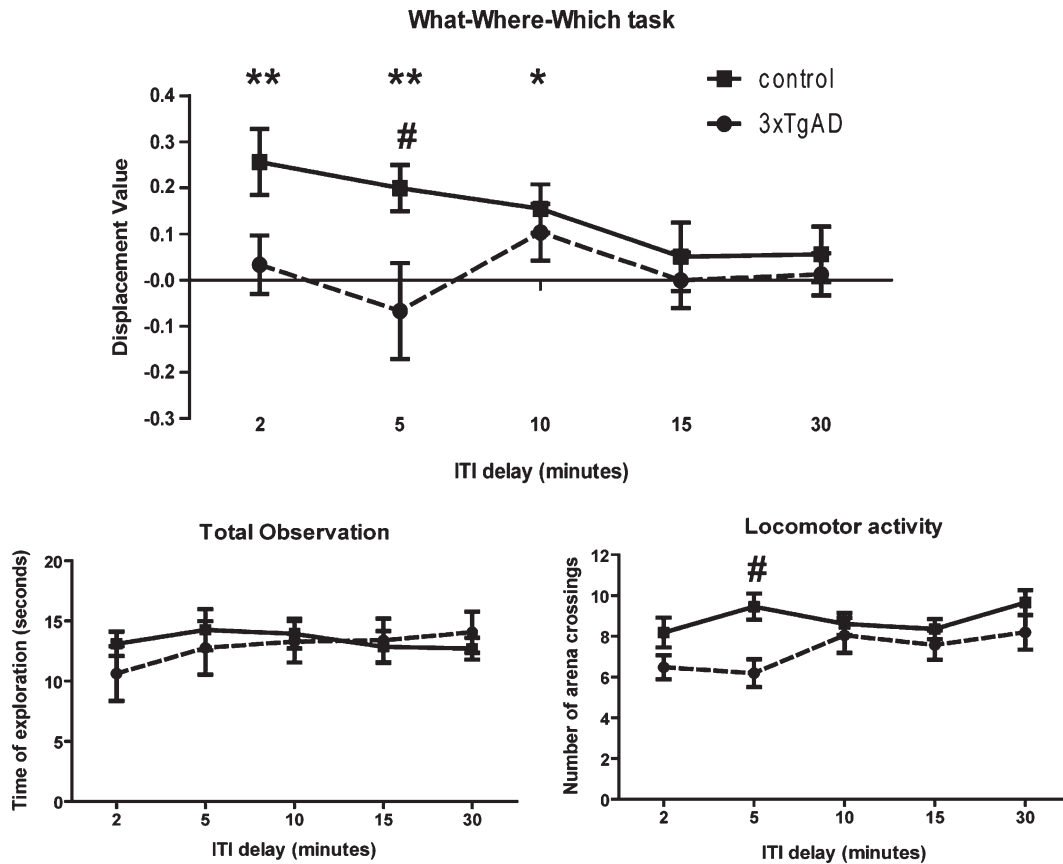 What-Where-Which task
** ** *
#
control
3xTgAD
Displacement Value
0.4
0.3
0.2
0.1
-0.0
-0.1
-0.2
-0.3
2 5 10 15 30
ITI delay (minutes)
Total Observation
Time of exploration (seconds)
20
15
10
5
0
2 5 10 15 30
ITI delay (minutes)
Locomotor activity
#
Number of arena crossings
12
10
8
6
4
2
0
2 5 10 15 30
ITI delay (minutes)